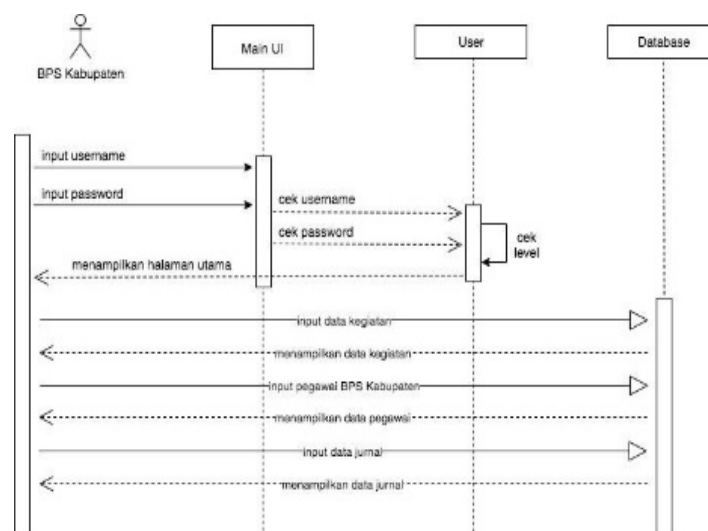 BPS Kabupaten
Main UI
User
Database
input username
input password
cek username
cek password
cek
level
menampilkan halaman utama
input data kegiatan
menampilkan data kegiatan
input pegawai BPS Kabupaten
menampilkan data pegawai
input data jurnal
menampilkan data jurnal